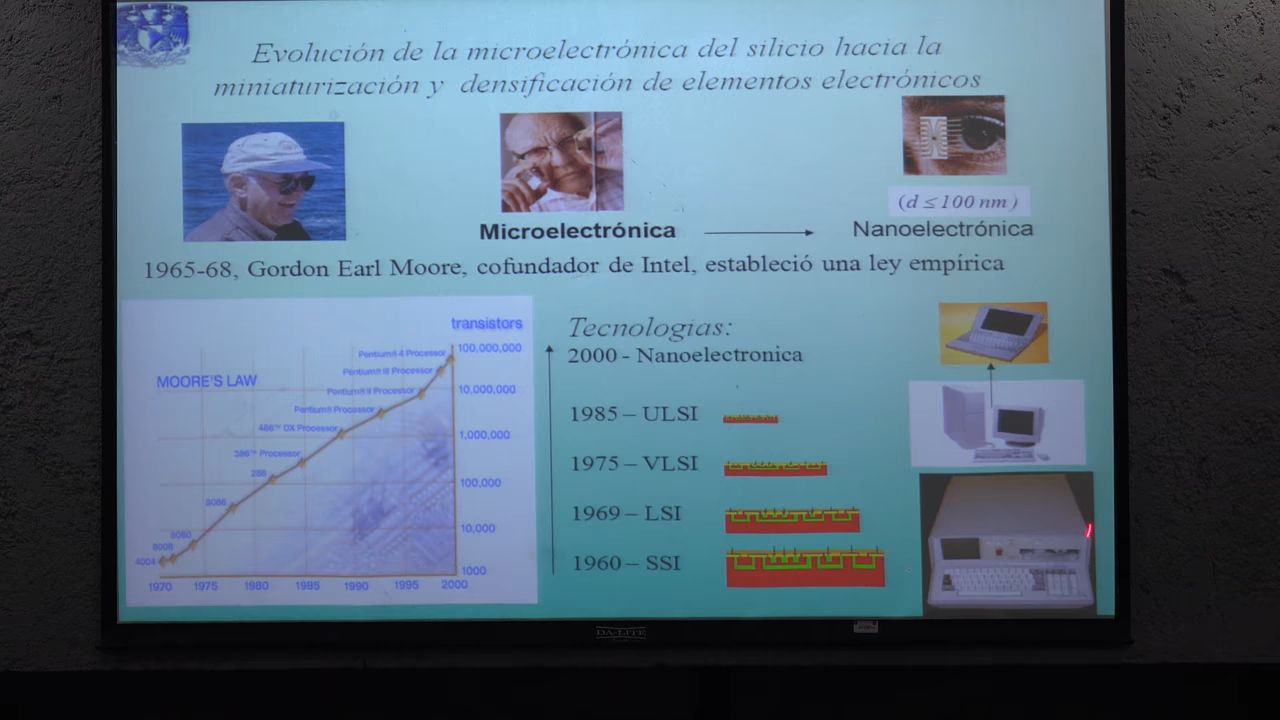 Evolución de la microelectrónica del silicio hacia la
miniaturización y densificación de elementos electrónicos
(d ≤ 100 nm)
Microelectrónica
Nanoelectrónica
1965-68, Gordon Earl Moore, cofundador de Intel, estableció una ley empírica
transistors
MOORE'S LAW
Pentium® 4 Processor
Pentium® III Processor
Pentium® II Processor
Pentium® Processor
486™ DX Processor
386™ Processor
286
8086
8080
8008
4004
100,000,000
10,000,000
1,000,000
100,000
10,000
1000
1970 1975 1980 1985 1990 1995 2000
Tecnologias:
2000 - Nanoelectronica
1985 – ULSI
1975 – VLSI
1969 – LSI
1960 – SSI
DA-LITE